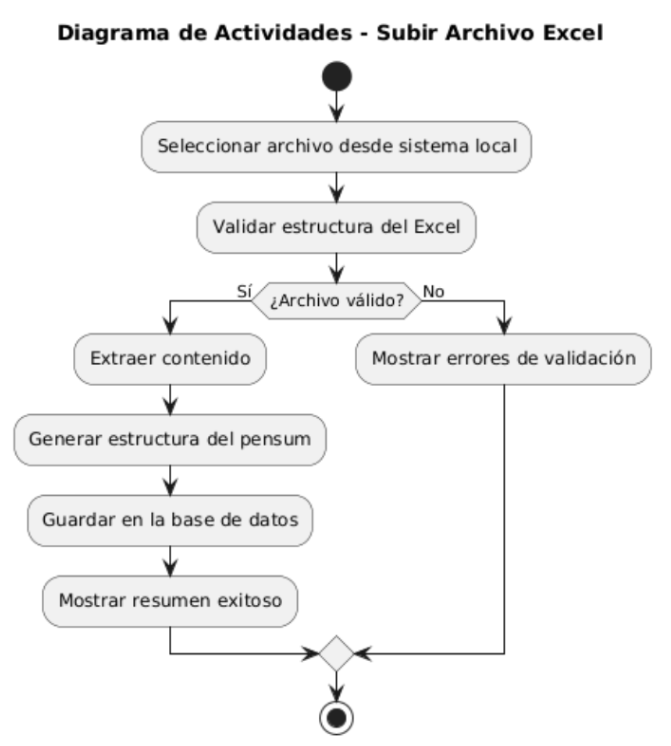 Diagrama de Actividades - Subir Archivo Excel
Seleccionar archivo desde sistema local
Validar estructura del Excel
Sí
¿Archivo válido?
No
Extraer contenido
Mostrar errores de validación
Generar estructura del pensum
Guardar en la base de datos
Mostrar resumen exitoso